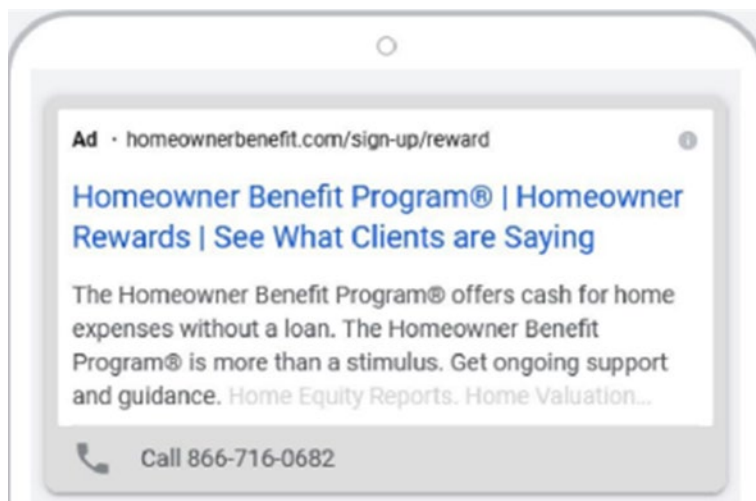 Ad · homeownerbenefit.com/sign-up/reward
Homeowner Benefit Program® | Homeowner
Rewards | See What Clients are Saying
The Homeowner Benefit Program® offers cash for home
expenses without a loan. The Homeowner Benefit
Program® is more than a stimulus. Get ongoing support
and guidance. Home Equity Reports. Home Valuation...
Call 866-716-0682